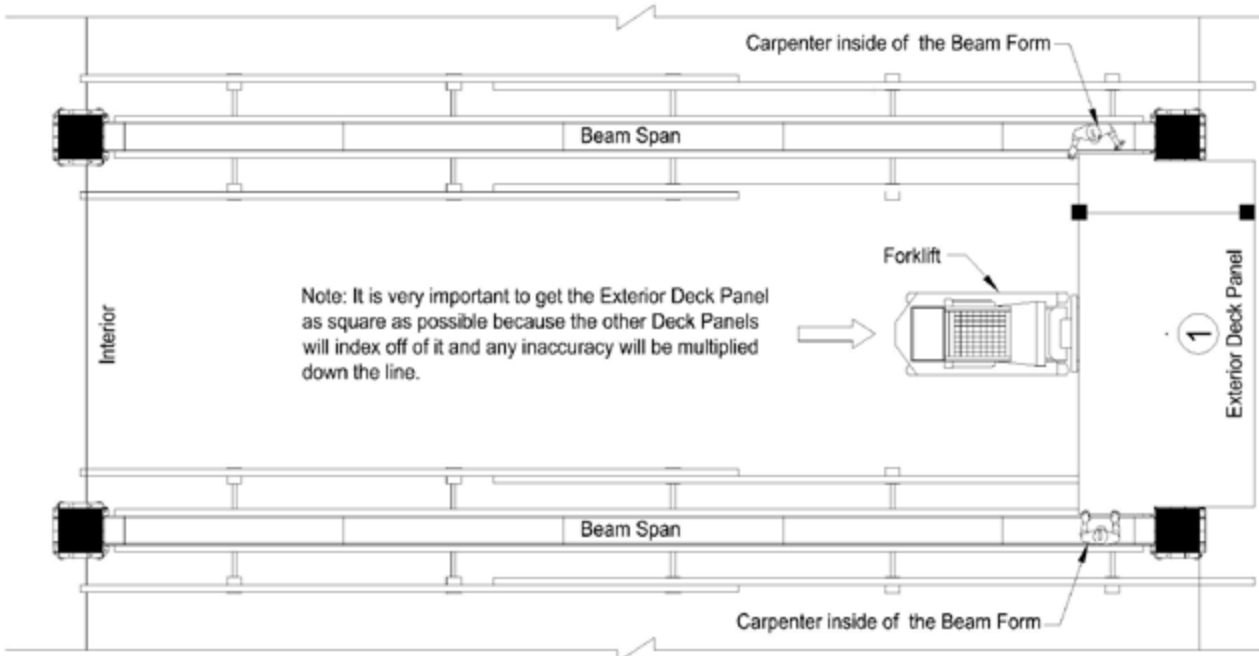 Carpenter inside of the Beam Form
Beam Span
Forklift
Note: It is very important to get the Exterior Deck Panel
as square as possible because the other Deck Panels
will index off of it and any inaccuracy will be multiplied
down the line.
Interior
1
Exterior Deck Panel
Beam Span
Carpenter inside of the Beam Form